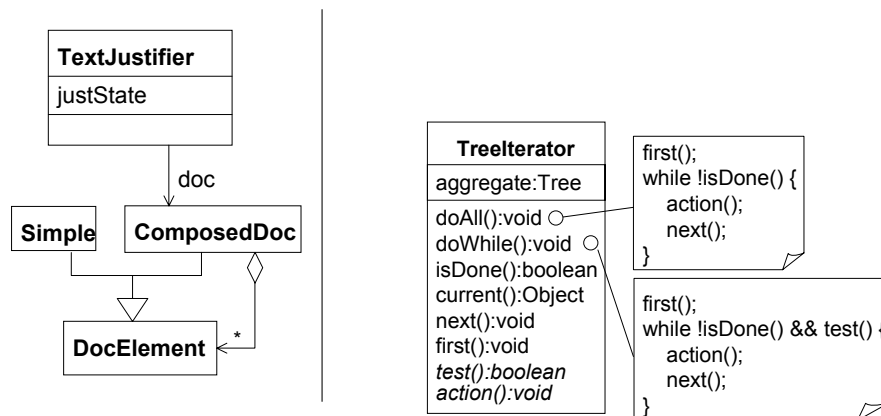 TextJustifier
justState
doc
Simple
ComposedDoc
*
DocElement
TreeIterator
aggregate:Tree
doAll():void
doWhile():void
isDone():boolean
current():Object
next():void
first():void
test():boolean
action():void
first();
while !isDone() {
action();
next();
}
first();
while !isDone() && test() {
action();
next();
}